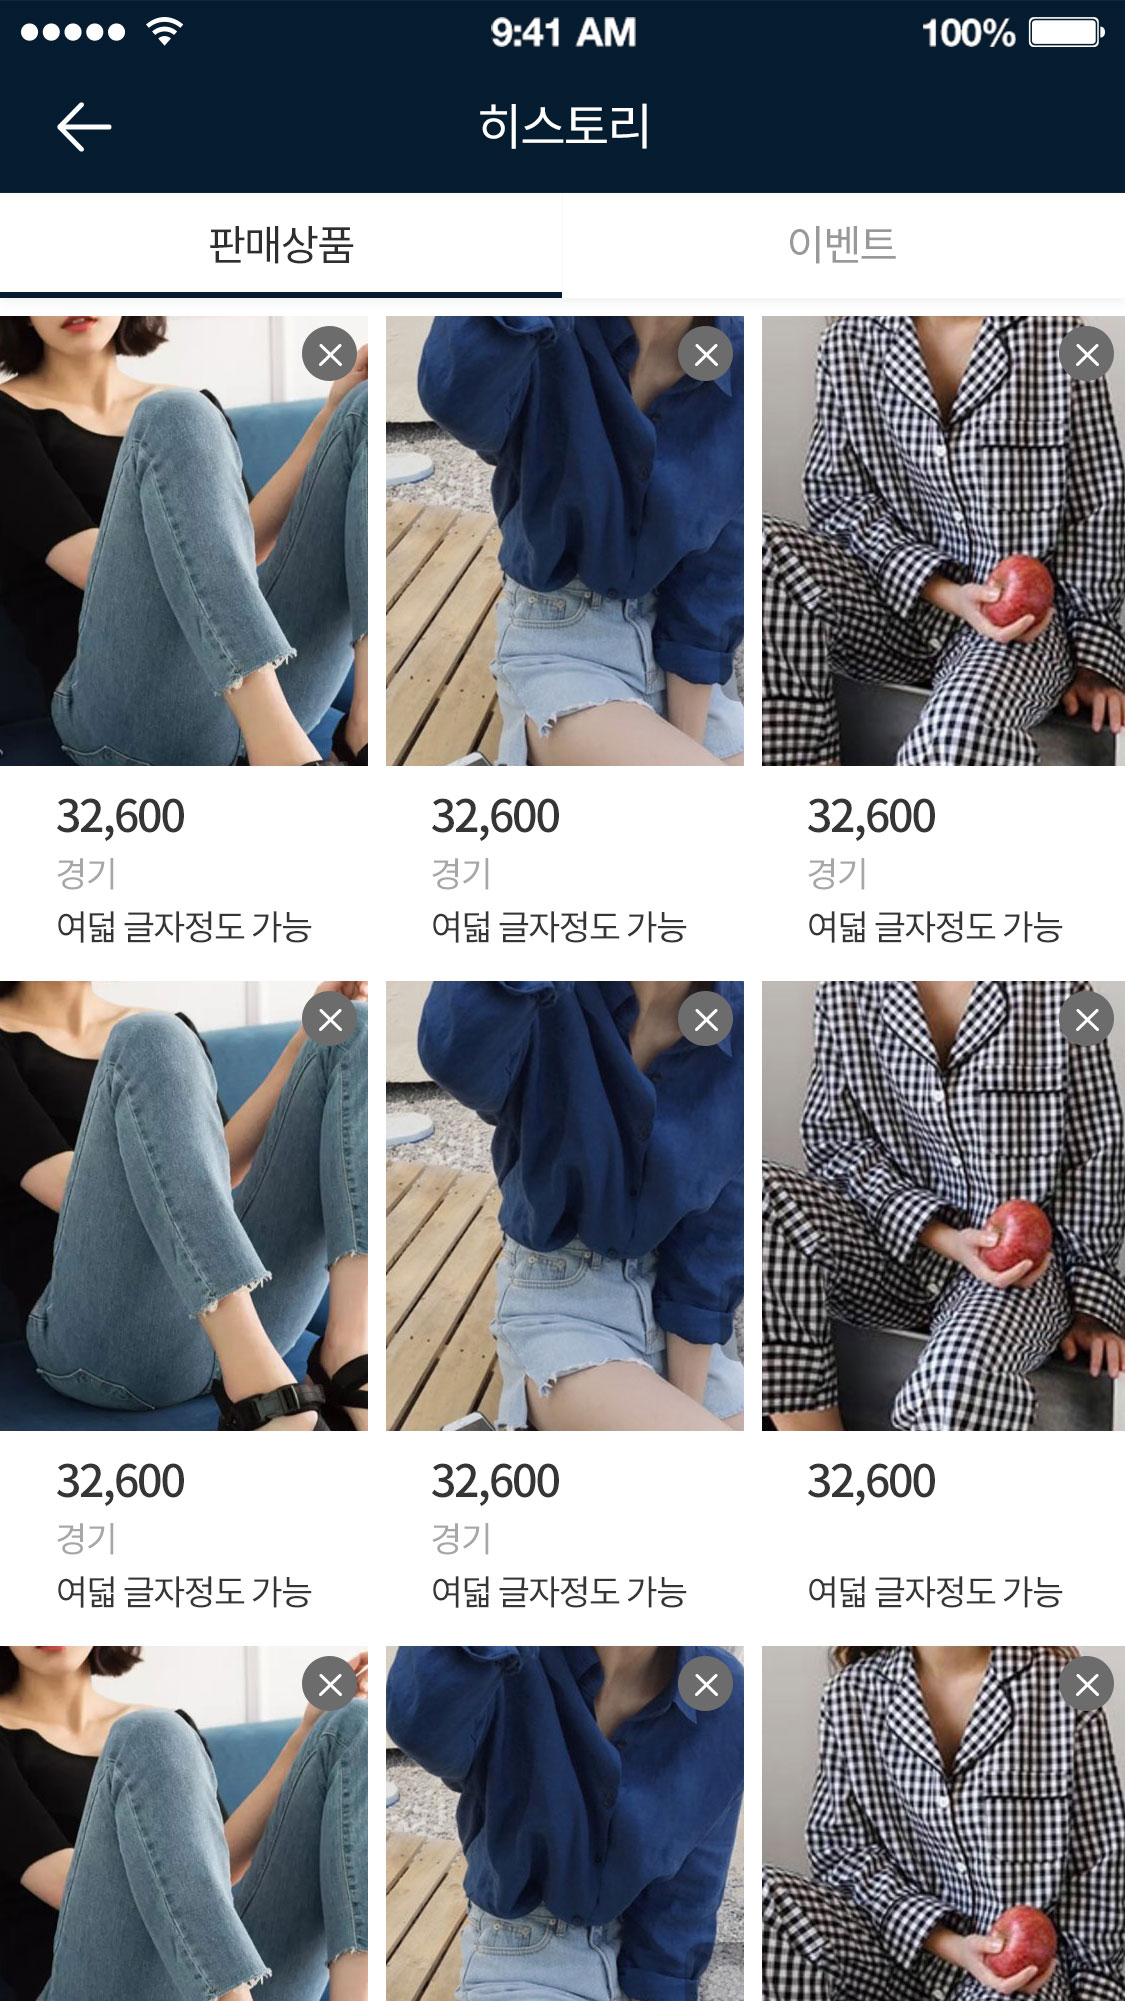 9:41 AM 100%
히스토리
판매상품 이벤트
32,600 32,600 32,600
경기 경기 경기
여덟 글자정도 가능 여덟 글자정도 가능 여덟 글자정도 가능
32,600 32,600 32,600
경기 경기
여덟 글자정도 가능 여덟 글자정도 가능 여덟 글자정도 가능